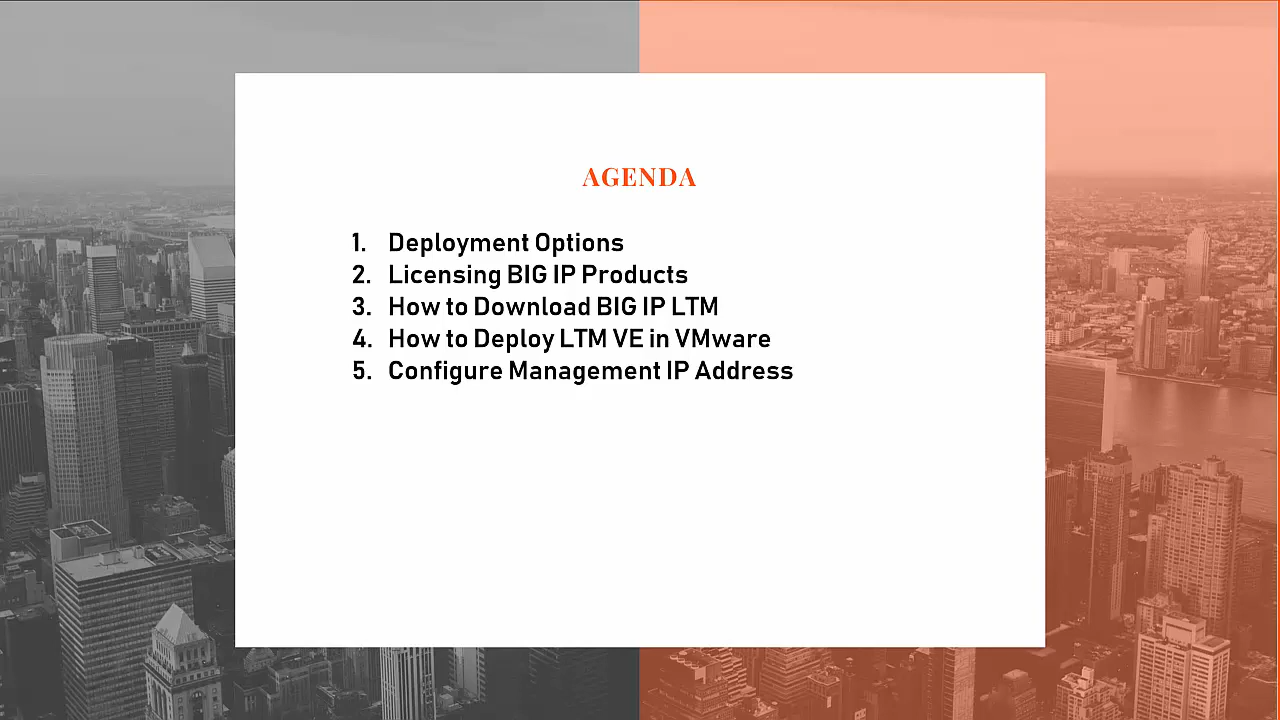 AGENDA
1. Deployment Options
2. Licensing BIG IP Products
3. How to Download BIG IP LTM
4. How to Deploy LTM VE in VMware
5. Configure Management IP Address